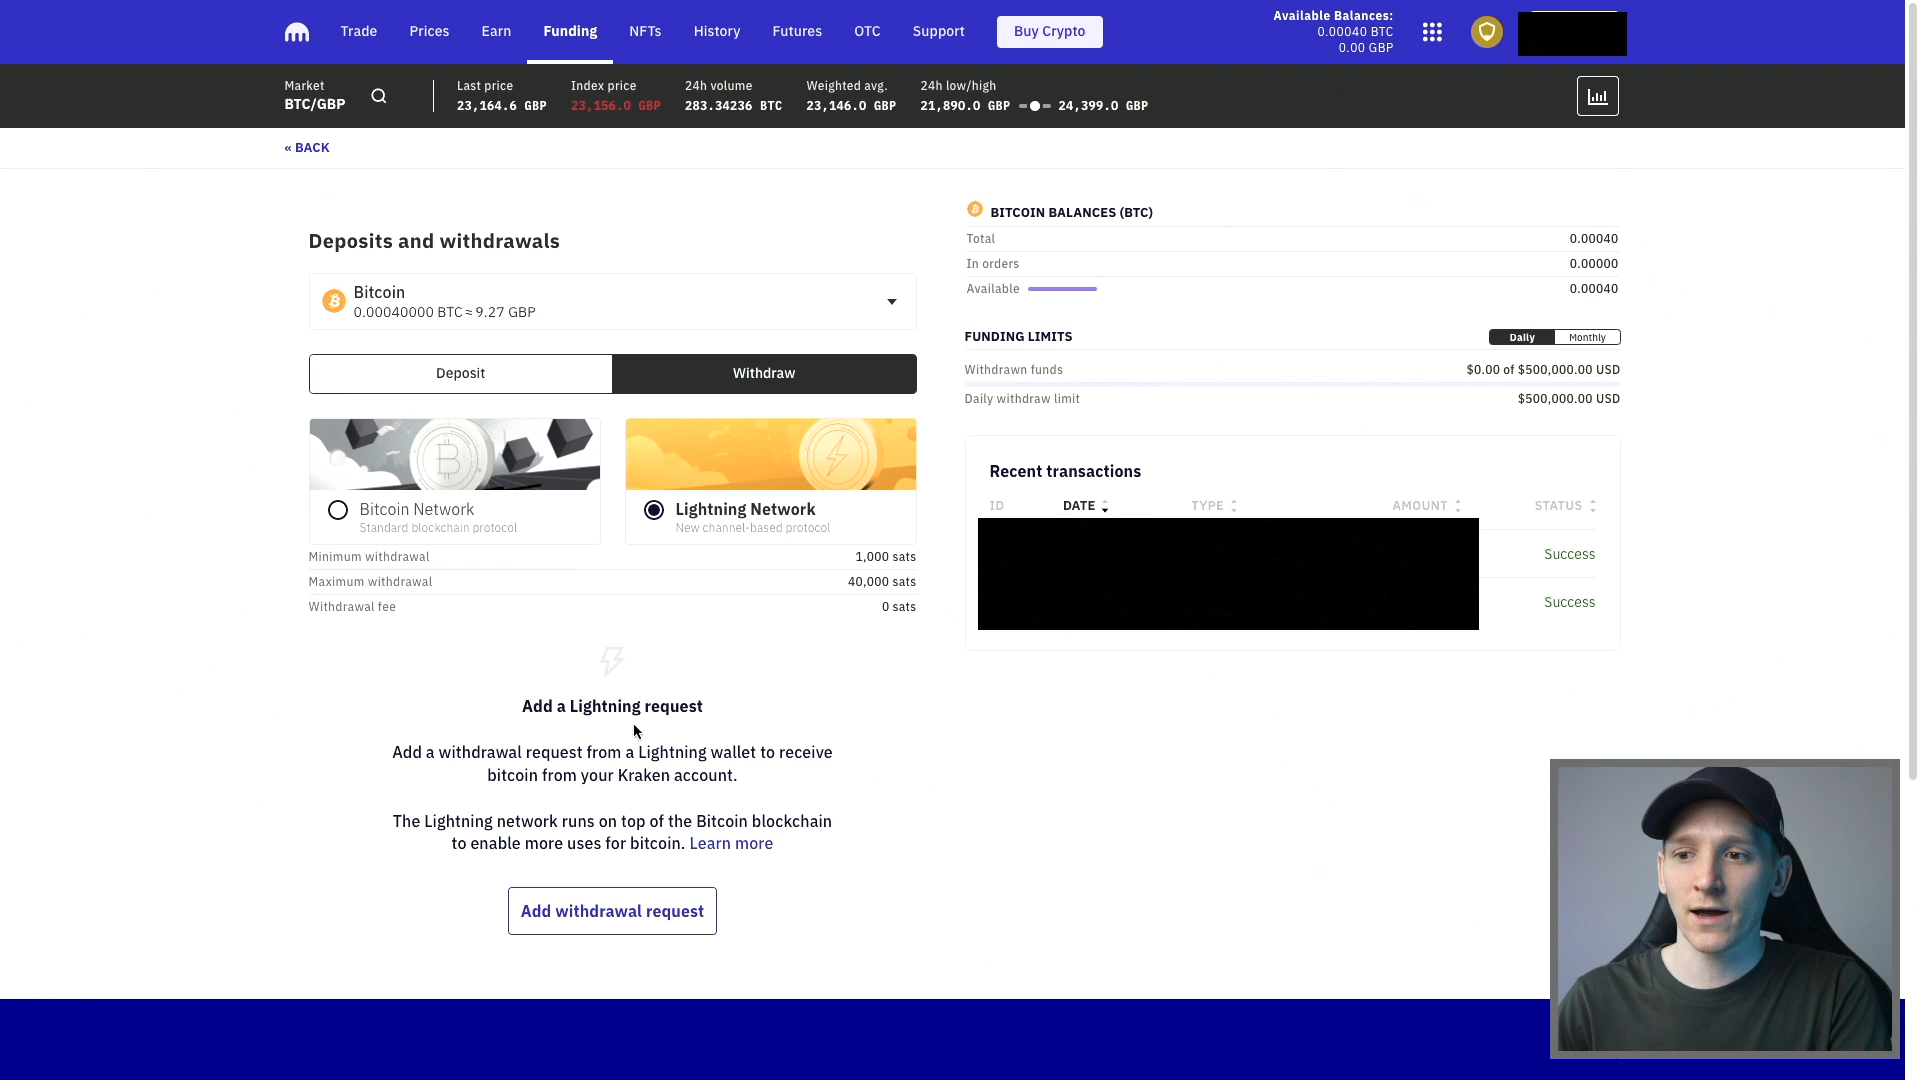 Trade
Prices
Earn
Funding
NFTs
History
Futures
OTC
Support
Buy Crypto
Available Balances:
0.00040 BTC
0.00 GBP
Market
BTC/GBP
Last price
23,164.6 GBP
Index price
23,156.0 GBP
24h volume
283.34236 BTC
Weighted avg.
23,146.0 GBP
24h low/high
21,890.0 GBP
24,399.0 GBP
« BACK
Deposits and withdrawals
Bitcoin
0.00040000 BTC ≈ 9.27 GBP
Deposit
Withdraw
Bitcoin Network
Standard blockchain protocol
Lightning Network
New channel-based protocol
Minimum withdrawal 1,000 sats
Maximum withdrawal 40,000 sats
Withdrawal fee 0 sats
Add a Lightning request
Add a withdrawal request from a Lightning wallet to receive
bitcoin from your Kraken account.
The Lightning network runs on top of the Bitcoin blockchain
to enable more uses for bitcoin. Learn more
Add withdrawal request
BITCOIN BALANCES (BTC)
Total 0.00040
In orders 0.00000
Available 0.00040
FUNDING LIMITS
Daily
Monthly
Withdrawn funds $0.00 of $500,000.00 USD
Daily withdraw limit $500,000.00 USD
Recent transactions
ID DATE TYPE AMOUNT STATUS
Success
Success